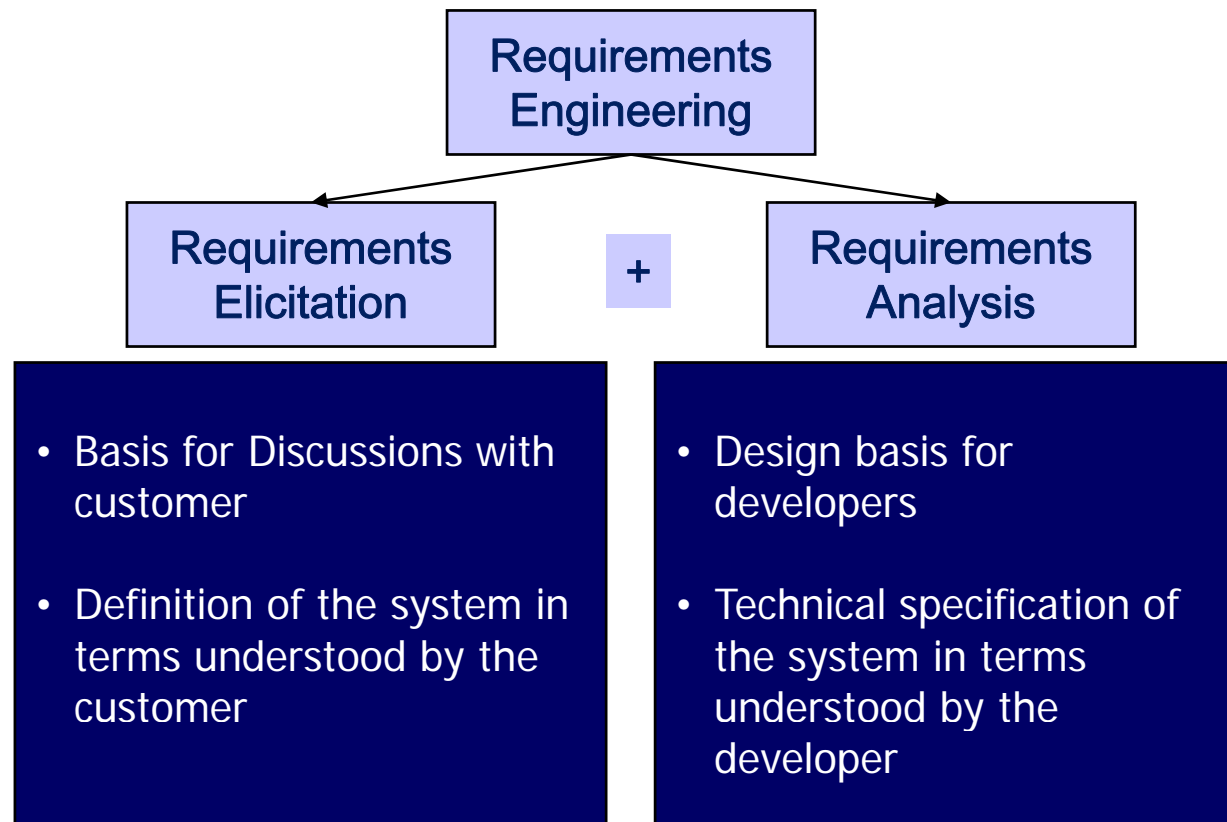 Requirements
Engineering
Requirements
Elicitation
+
Requirements
Analysis
• Basis for Discussions with
customer
• Definition of the system in
terms understood by the
customer
• Design basis for
developers
• Technical specification of
the system in terms
understood by the
developer